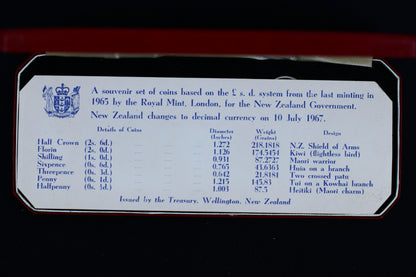 A souvenir set of coins based on the £ s. d. system from the last minting in
1965 by the Royal Mint, London, for the New Zealand Government.
New Zealand changes to decimal currency on 10 July 1967.
Details of Coins Diameter (Inches) Weight (Grains) Design
Half Crown (2s. 6d.) 1.272 218.1818 N.Z. Shield of Arms
Florin (2s. 0d.) 1.126 174.5454 Kiwi (flightless bird)
Shilling (1s. 0d.) 0.931 87.2727 Maori warrior
Sixpence (0s. 6d.) 0.765 43.6363 Huia on a branch
Threepence (0s. 3d.) 0.642 21.8181 Two crossed patu
Penny (0s. 1d.) 1.215 145.83 Tui on a Kowhai branch
Halfpenny (0s. ½d.) 1.003 87.5 Heitiki (Maori charm)
Issued by the Treasury, Wellington, New Zealand